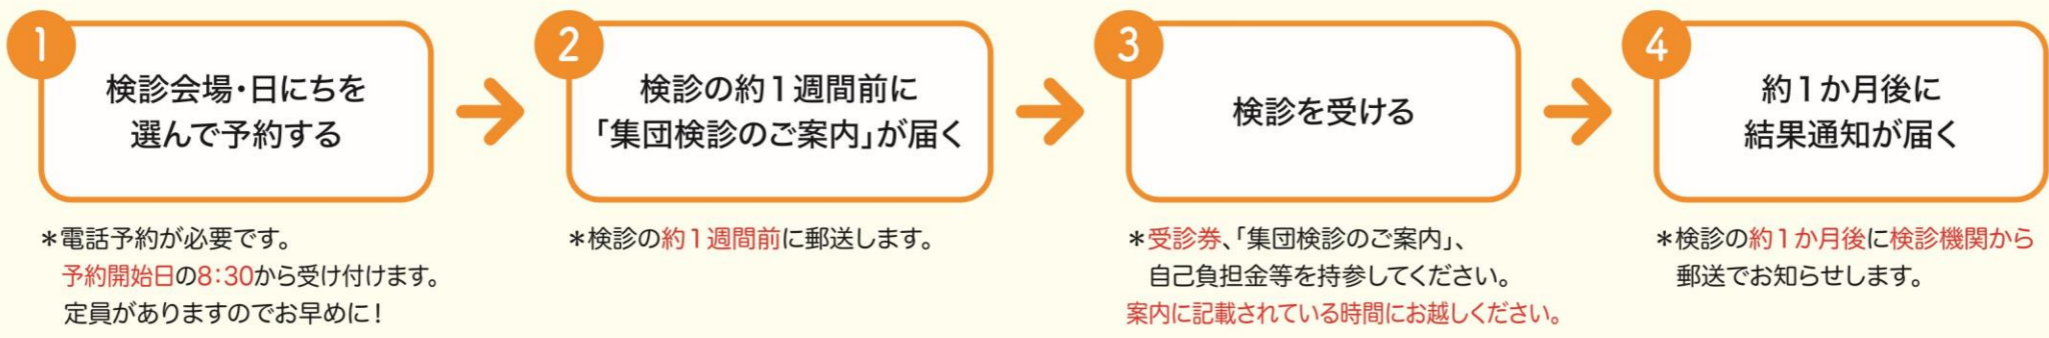 1
検診会場・日にちを
選んで予約する
*電話予約が必要です。
予約開始日の8:30から受け付けます。
定員がありますのでお早めに!
2
検診の約1週間前に
「集団検診のご案内」が届く
*検診の約1週間前に郵送します。
3
検診を受ける
*受診券、「集団検診のご案内」、
自己負担金等を持参してください。
案内に記載されている時間にお越しください。
4
約1か月後に
結果通知が届く
*検診の約1か月後に検診機関から
郵送でお知らせします。